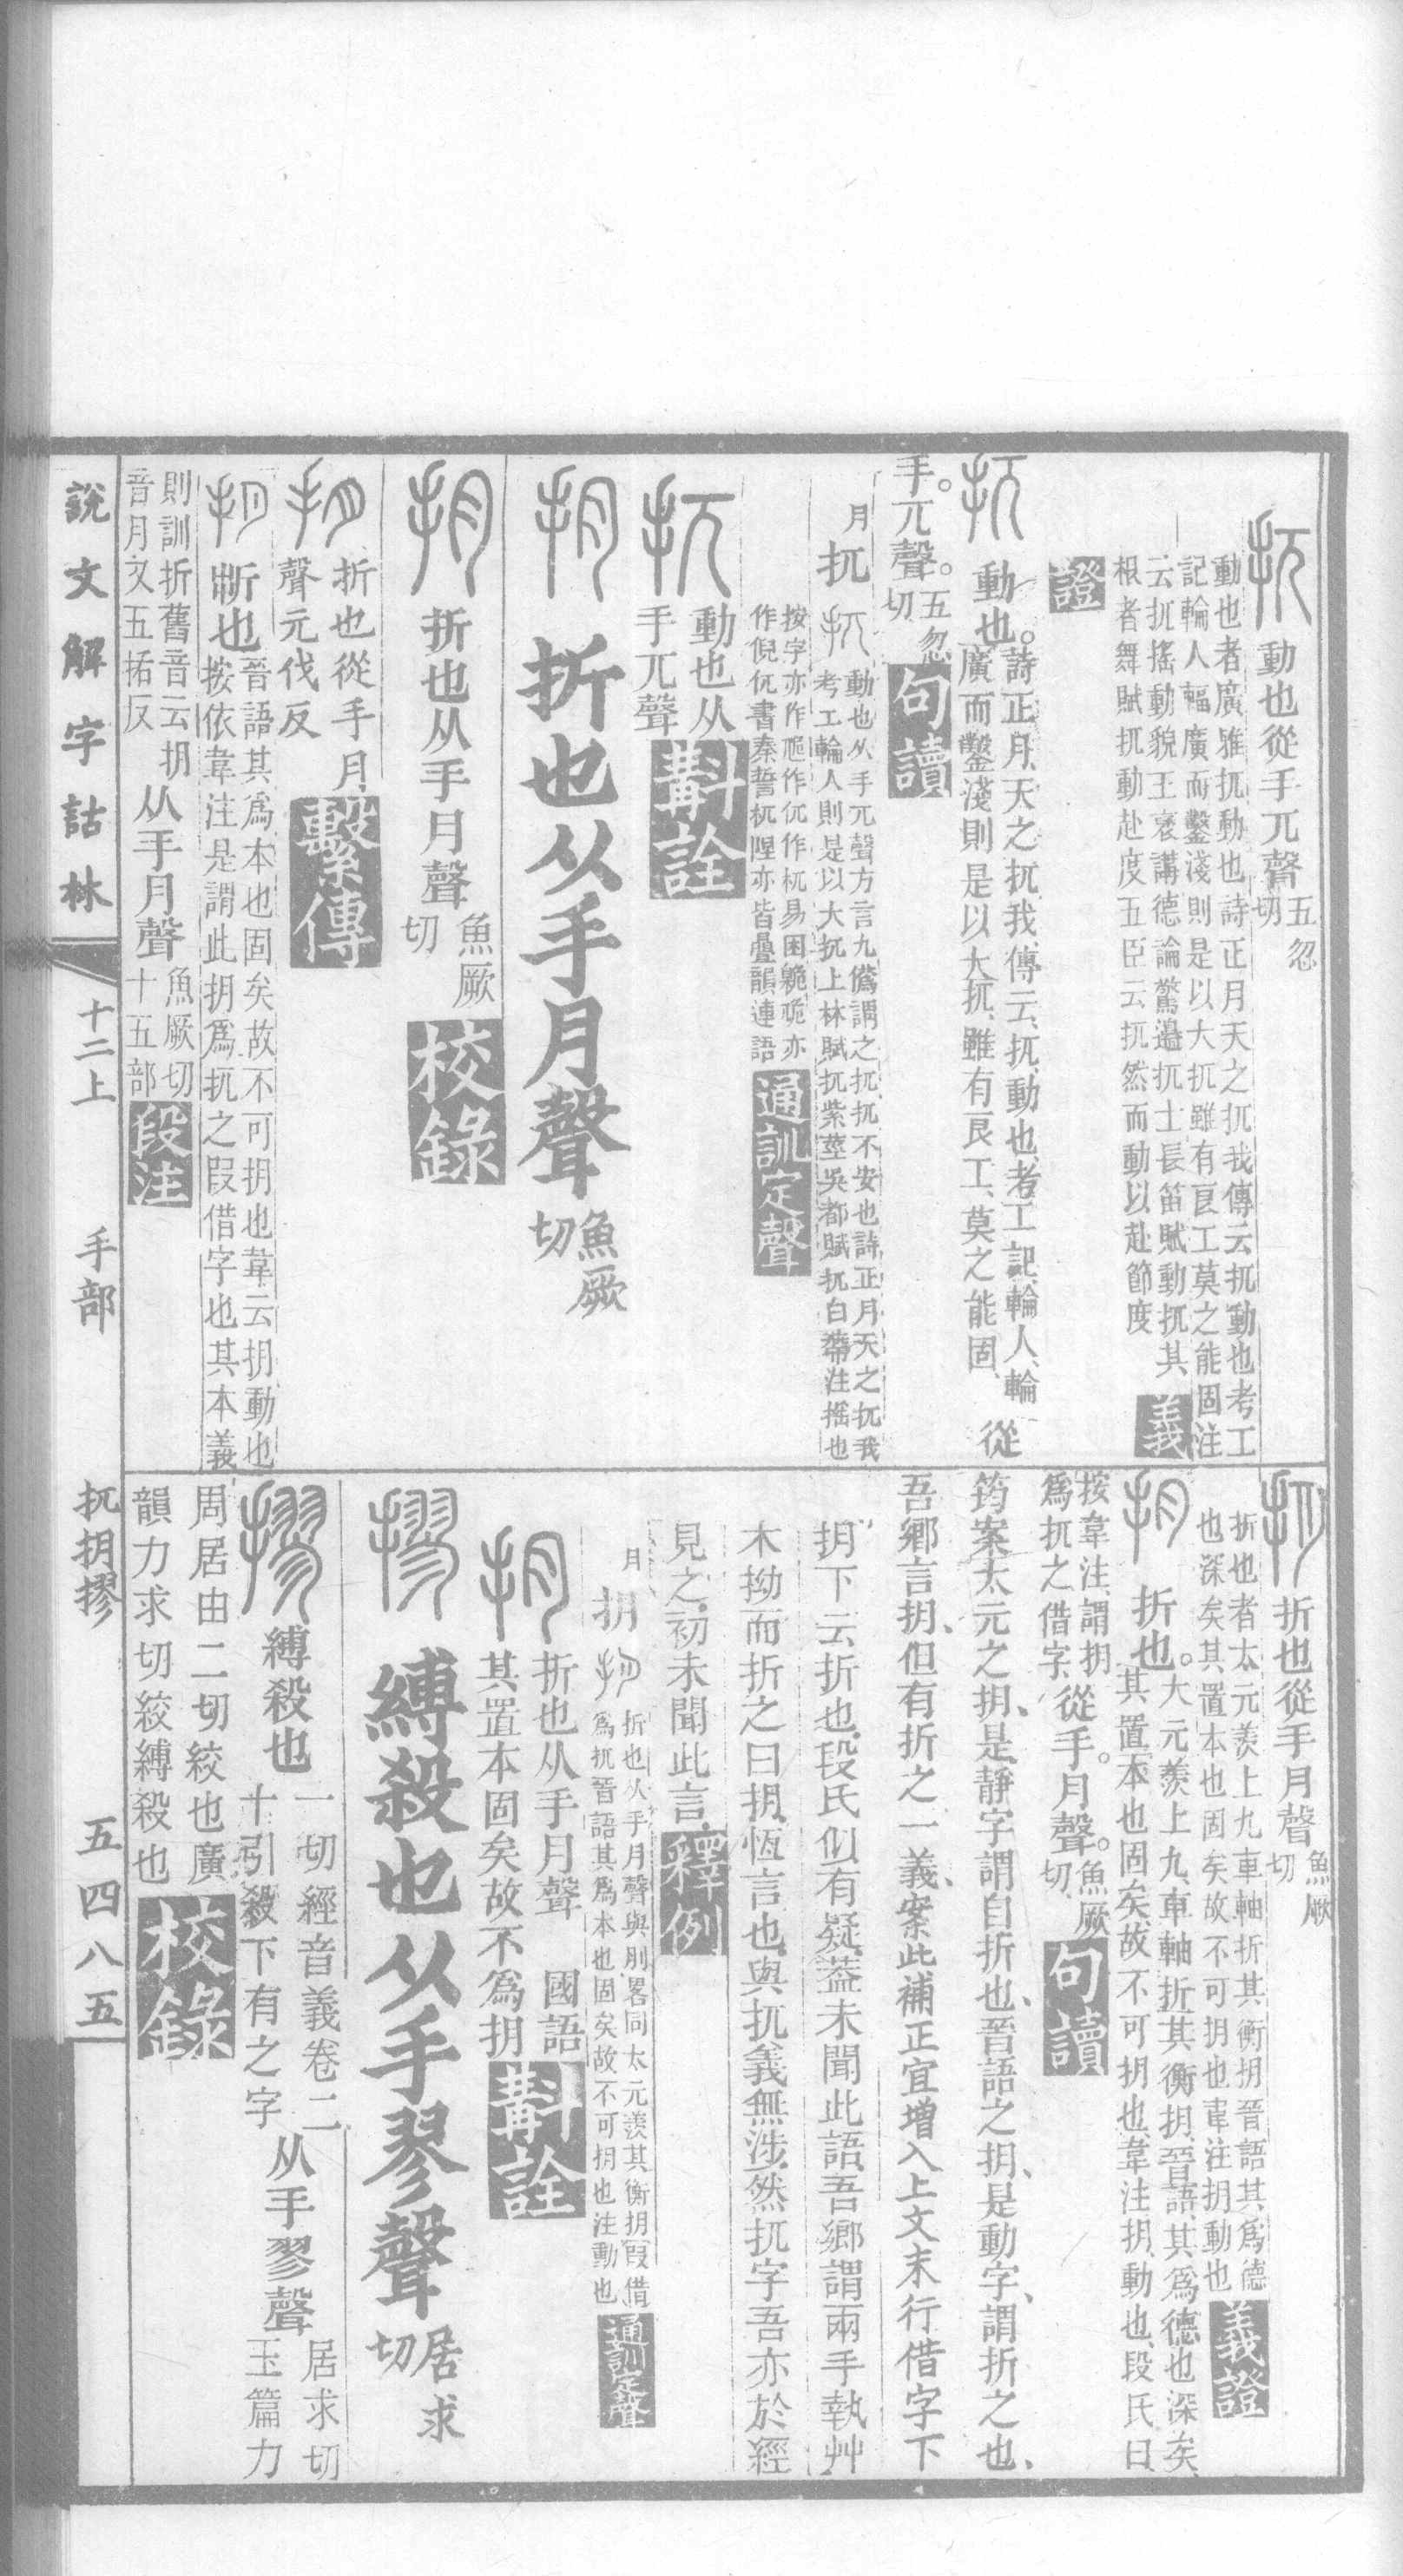 扤動也從手兀聲五忽切
動也者廣雅扤動也詩正月天之扤我傳云扤動也考工
記輪人輻廣而鑿淺則是以大扤雖有良工莫之能固注
云扤搖動貌王襃講德論驚邊扤士長笛賦動扤其
根者舞賦扤動赴度五臣云扤然而動以赴節度
義證
扤動也。詩正月、天之扤我、傳云、扤、動也、考工記、輪人、輪
廣而鑿淺、則是以大扤、雖有良工、莫之能固、
從
手。兀聲。五忽切
句讀
月
扤
扤動也从手兀聲方言九僞謂之扤扤不安也詩正月天之扤我
考工輪人則是以大扤上林賦扤紫莖吳都賦扤白蔕注搖也
按字亦作卼作㐳作杌易困臲卼亦
作倪㐳書秦誓杌隉亦皆疊韻連語
通訓定聲
扤動也从
手兀聲
斠詮
抈折也从手月聲魚厥切
抈折也从手月聲魚厥切
校錄
抈折也從手月
聲元伐反
繫傳
抈斷也
晉語其爲本也固矣故不可抈也韋云抈動也
按依韋注是謂此抈爲扤之叚借字也其本義
則訓折舊音云抈
音月又五括反
从手月聲魚厥切十五部
段注
抈折也從手月聲魚厥切
折也者太元羨上九車軸折其衡抈晉語其爲德
也深矣其置本也固矣故不可抈也韋注抈動也
義證
抈折也。太元羨上九、車軸折、其衡抈、晉語、其爲德也深矣、
其置本也固矣、故不可抈也、韋注、抈、動也、段氏曰、
按韋注、謂抈
爲扤之借字、
從手。月聲。魚厥切
句讀
筠案、太元之抈、是靜字、謂自折也、晉語之抈、是動字、謂折之也、
吾鄉言抈、但有折之一義、案此補正宜增入上文末行借字下
抈下云、折也、段氏似有疑、葢未聞此語、吾鄉謂兩手執艸
木拗而折之曰抈、恆言也、與扤義無涉、然扤字吾亦於經
見之、初未聞此言、
釋例
月
抈
抈折也从手月聲與刖畧同太元羨其衡抈叚借
爲扤晉語其爲本也固矣故不可抈也注動也
通訓定聲
抈折也从手月聲 國語
其置本固矣故不爲抈
斠詮
摎縛殺也从手翏聲居求切
摎縛殺也
一切經音義卷二
十引殺下有之字
从手翏聲
居求切
玉篇力
周居由二切絞也廣
韻力求切絞縛殺也
校錄
說文解字詁林
十二上
手部
扤抈摎
五四八五